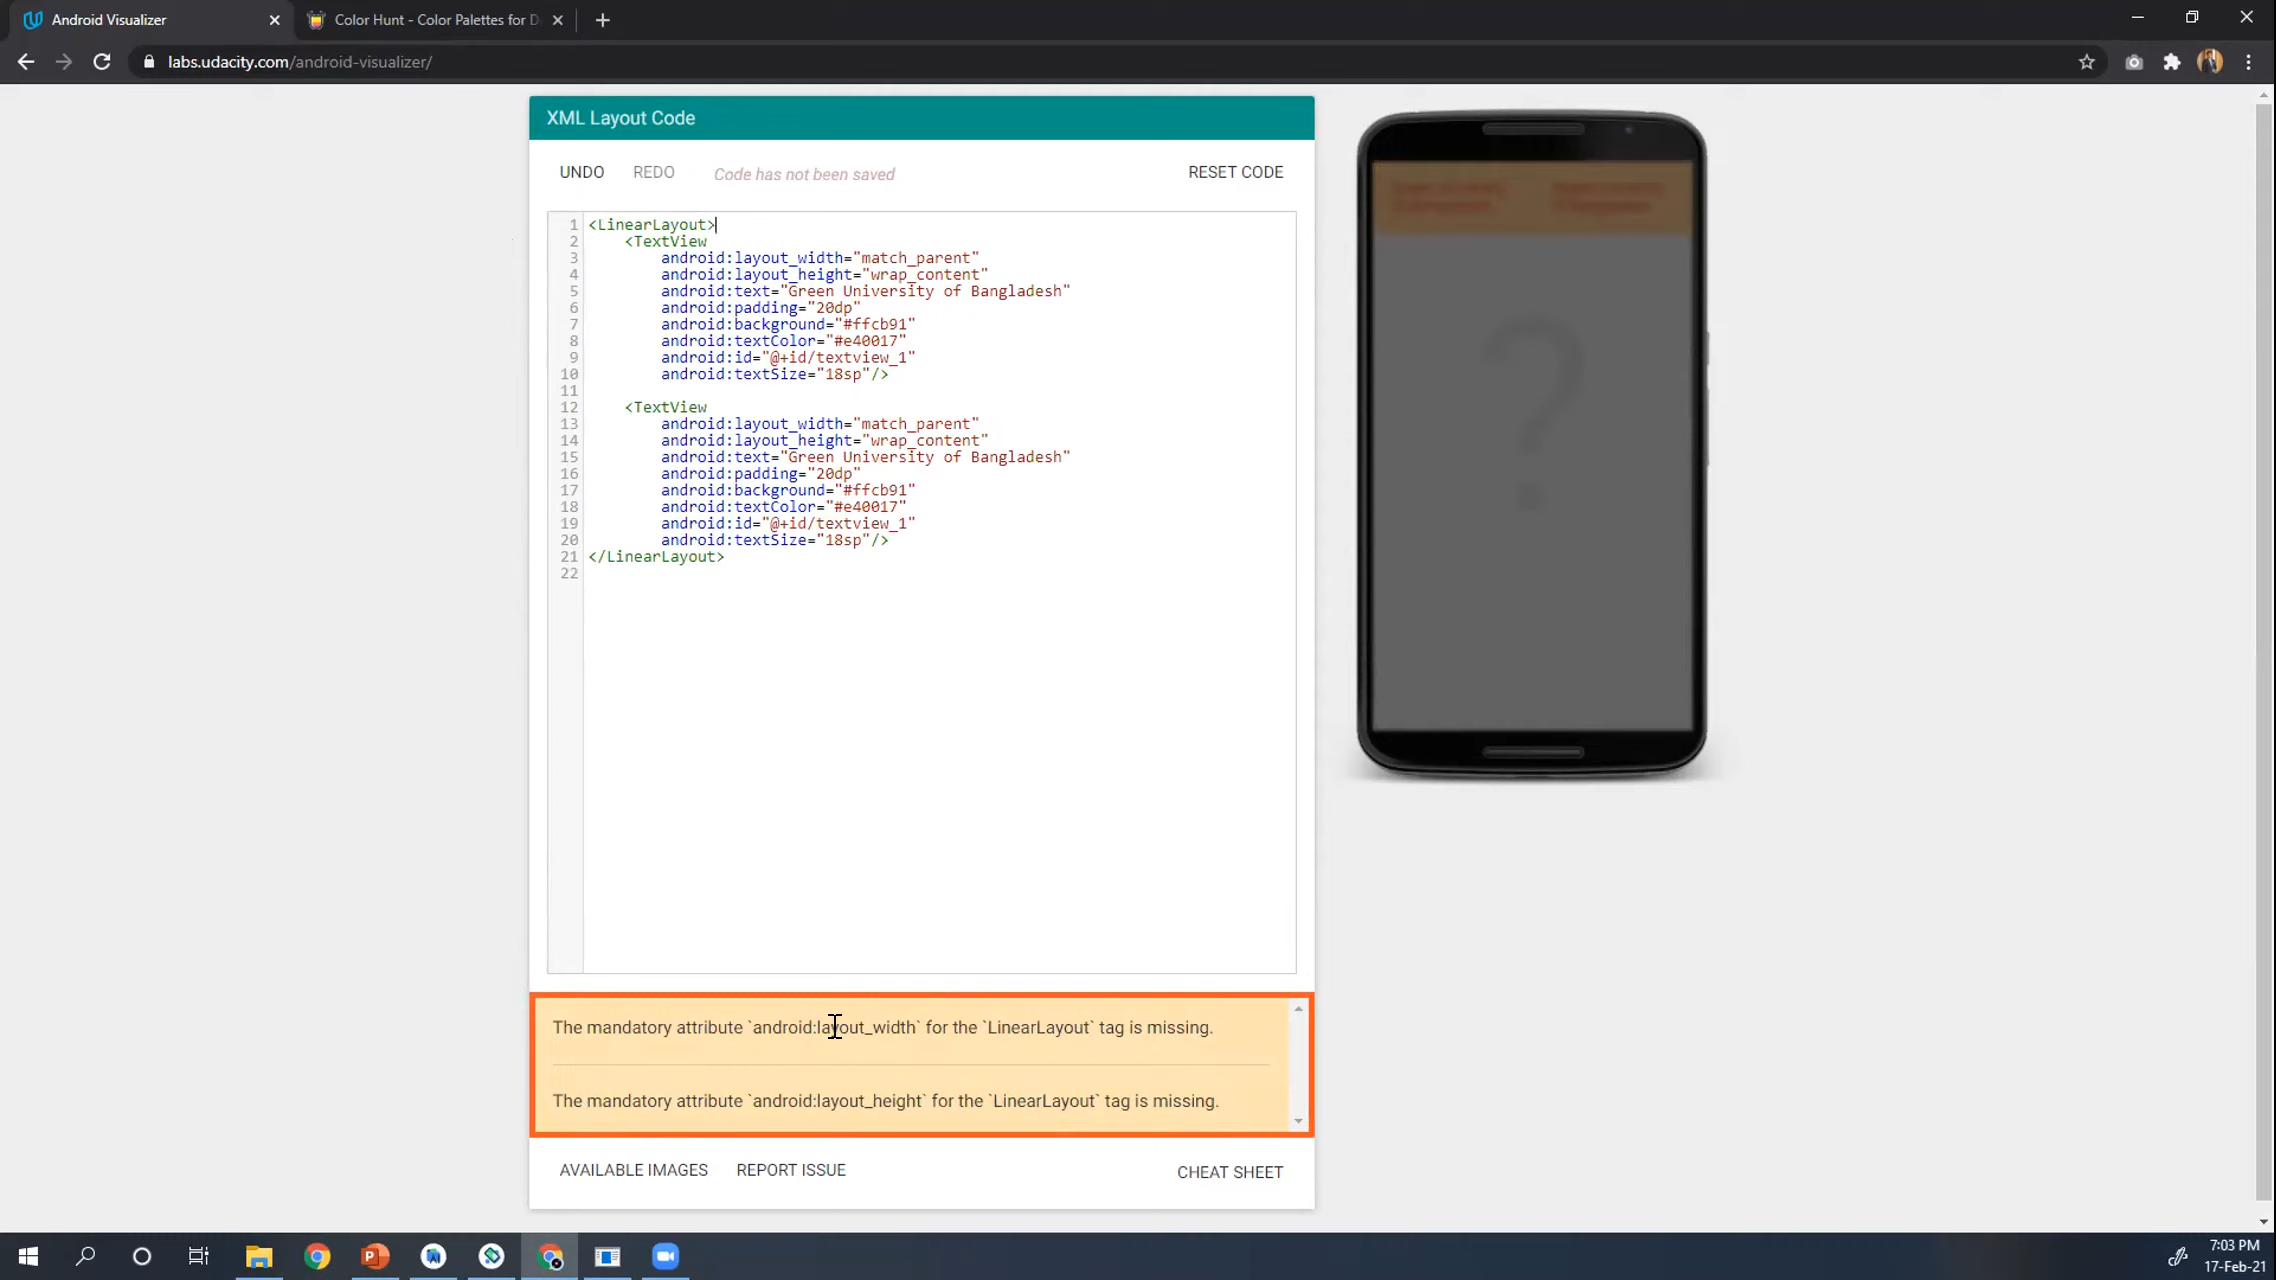 Android Visualizer
Color Hunt - Color Palettes for D
labs.udacity.com/android-visualizer/
XML Layout Code
UNDO REDO Code has not been saved RESET CODE
1 <LinearLayout>
2 <TextView
3 android:layout_width="match_parent"
4 android:layout_height="wrap_content"
5 android:text="Green University of Bangladesh"
6 android:padding="20dp"
7 android:background="#ffcb91"
8 android:textColor="#e40017"
9 android:id="@+id/textview_1"
10 android:textSize="18sp"/>
11
12 <TextView
13 android:layout_width="match_parent"
14 android:layout_height="wrap_content"
15 android:text="Green University of Bangladesh"
16 android:padding="20dp"
17 android:background="#ffcb91"
18 android:textColor="#e40017"
19 android:id="@+id/textview_1"
20 android:textSize="18sp"/>
21 </LinearLayout>
22
The mandatory attribute `android:layout_width` for the `LinearLayout` tag is missing.
The mandatory attribute `android:layout_height` for the `LinearLayout` tag is missing.
AVAILABLE IMAGES REPORT ISSUE CHEAT SHEET
7:03 PM
17-Feb-21